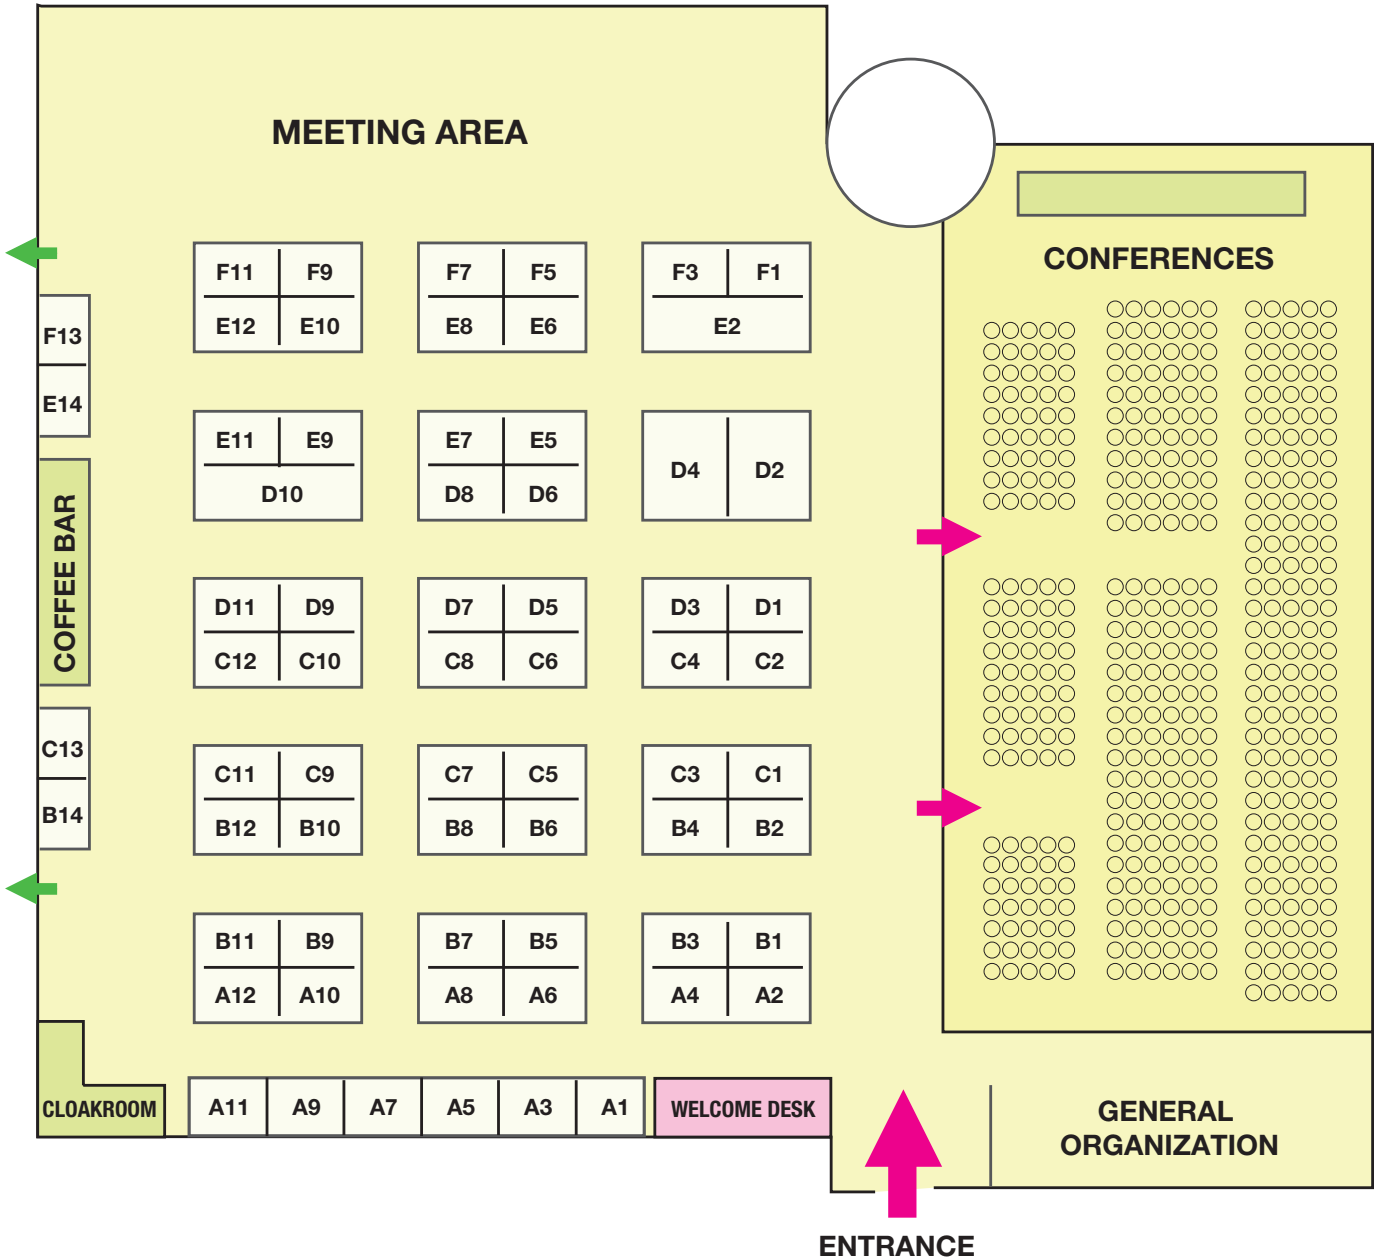 MEETING AREA
CONFERENCES
F11 F9 F7 F5 F3 F1
E12 E10 E8 E6 E2
F13
E14
E11 E9 E7 E5
D10 D8 D6 D4 D2
COFFEE BAR
D11 D9 D7 D5 D3 D1
C12 C10 C8 C6 C4 C2
C13
B14
C11 C9 C7 C5 C3 C1
B12 B10 B8 B6 B4 B2
B11 B9 B7 B5 B3 B1
A12 A10 A8 A6 A4 A2
CLOAKROOM A11 A9 A7 A5 A3 A1 WELCOME DESK
GENERAL
ORGANIZATION
ENTRANCE